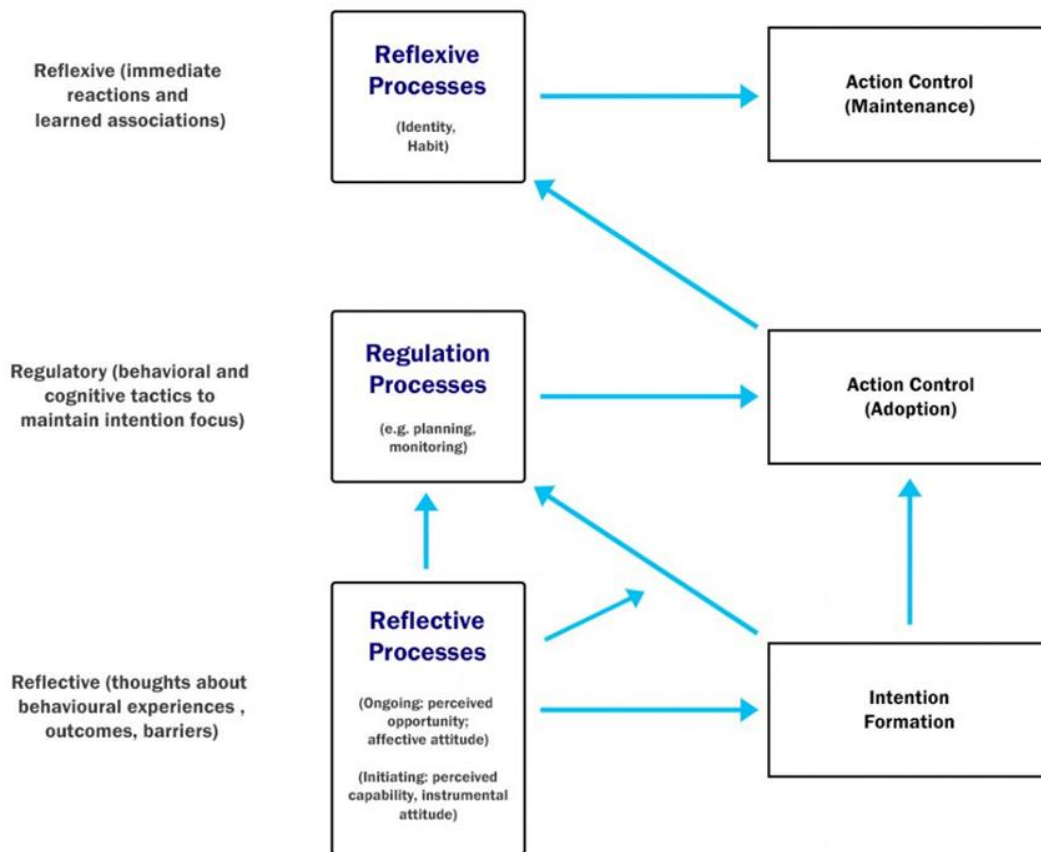 Reflexive (immediate
reactions and
learned associations)
Reflexive
Processes
(Identity,
Habit)
Action Control
(Maintenance)
Regulatory (behavioral and
cognitive tactics to
maintain intention focus)
Regulation
Processes
(e.g. planning,
monitoring)
Action Control
(Adoption)
Reflective (thoughts about
behavioural experiences ,
outcomes, barriers)
Reflective
Processes
(Ongoing: perceived
opportunity;
affective attitude)
(Initiating: perceived
capability, instrumental
attitude)
Intention
Formation